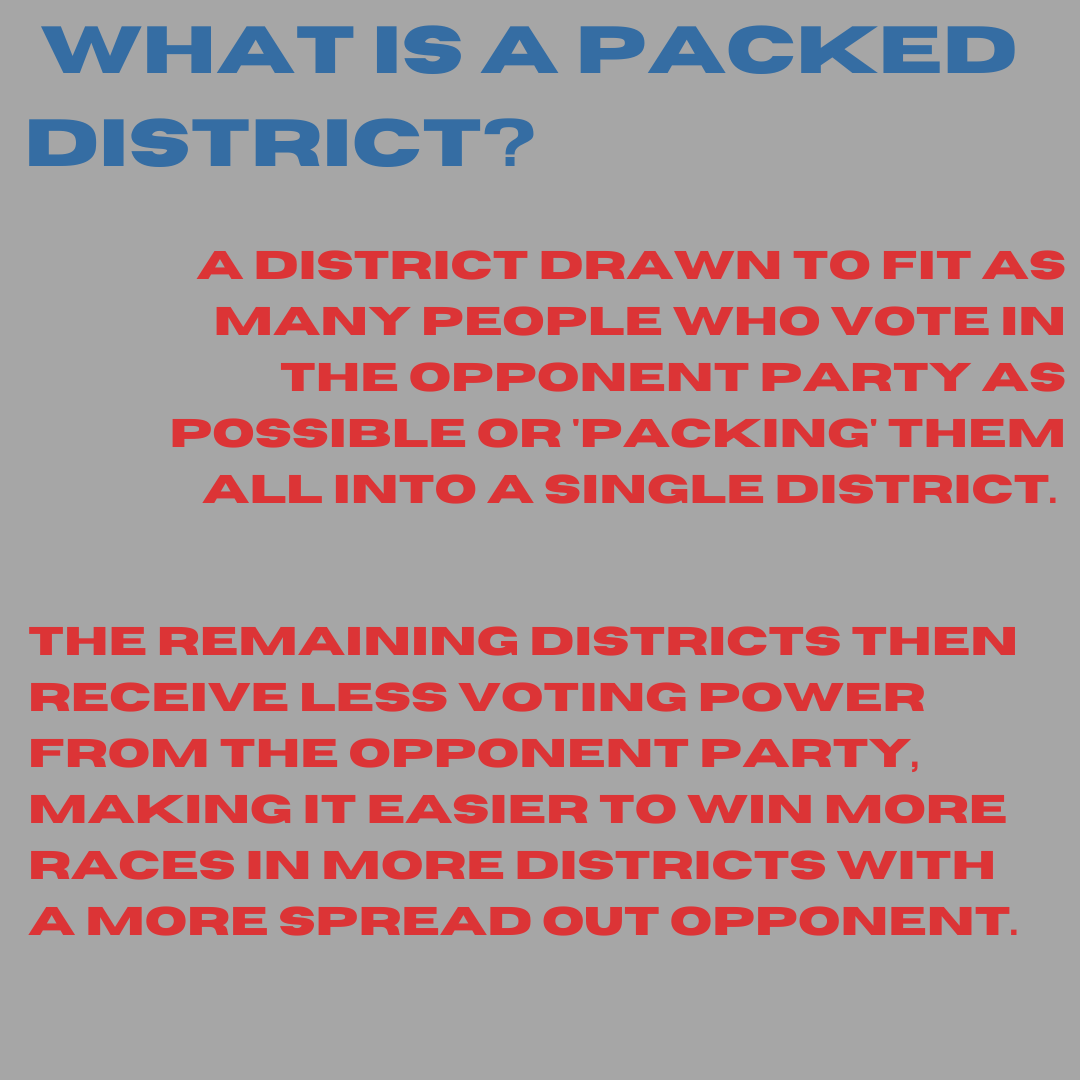 WHAT IS A PACKED
DISTRICT?
A DISTRICT DRAWN TO FIT AS
MANY PEOPLE WHO VOTE IN
THE OPPONENT PARTY AS
POSSIBLE OR 'PACKING' THEM
ALL INTO A SINGLE DISTRICT.
THE REMAINING DISTRICTS THEN
RECEIVE LESS VOTING POWER
FROM THE OPPONENT PARTY,
MAKING IT EASIER TO WIN MORE
RACES IN MORE DISTRICTS WITH
A MORE SPREAD OUT OPPONENT.